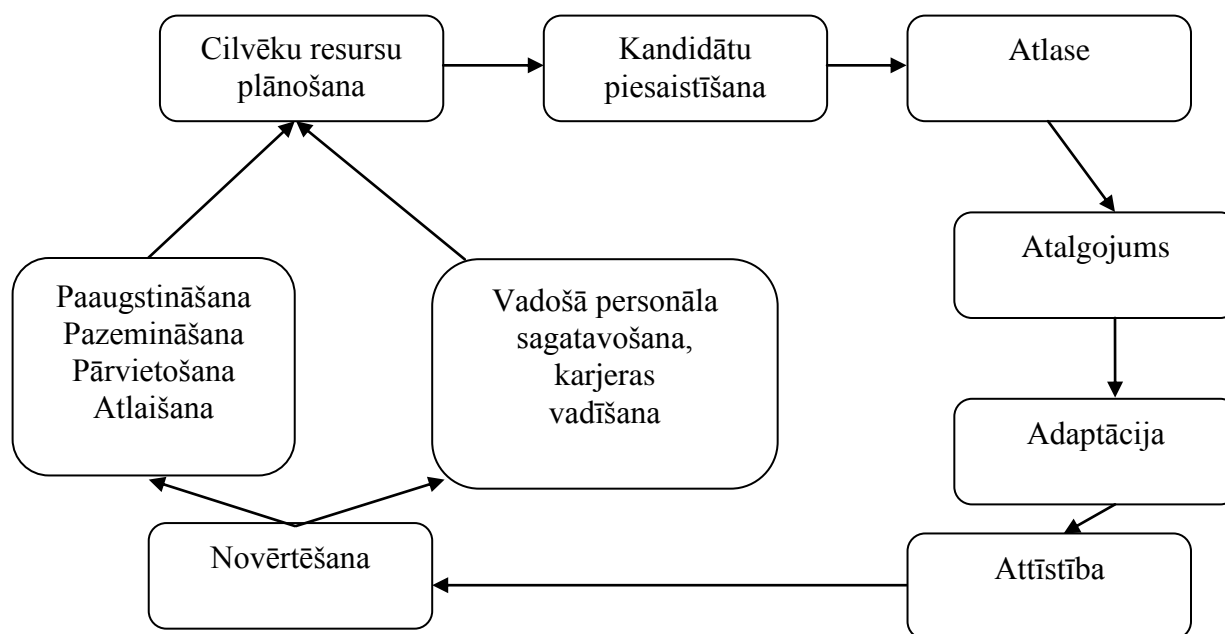 Cilvēku resursu
plānošana
Kandidātu
piesaistīšana
Atlase
Atalgojums
Adaptācija
Attīstība
Novērtēšana
Paaugstināšana
Pazemināšana
Pārvietošana
Atlaišana
Vadošā personāla
sagatavošana,
karjeras
vadīšana